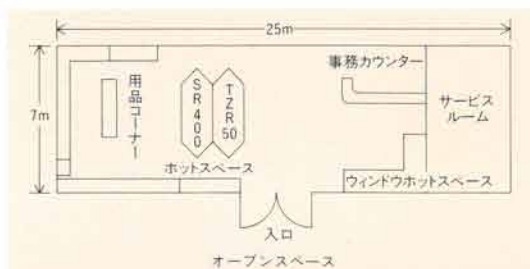 25m
7m
用品コーナー
SR400
TZR50
ホットスペース
事務カウンター
サービス
ルーム
ウィンドウホットスペース
入口
オープンスペース